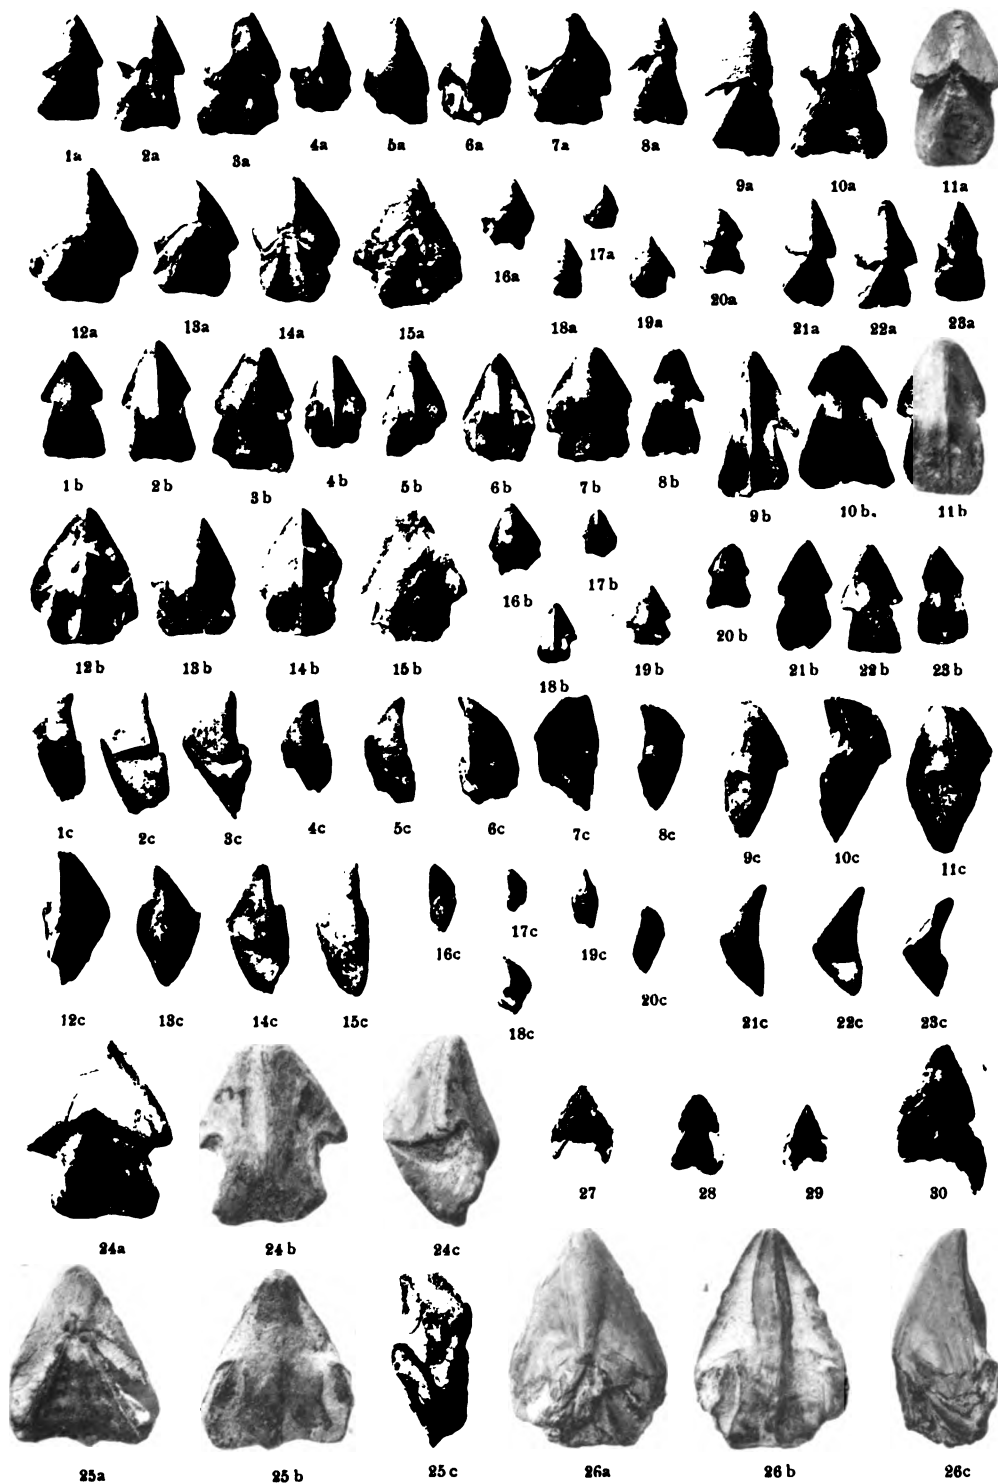 1a 2a 3a 4a 5a 6a 7a 8a 9a 10a 11a
12a 13a 14a 15a 16a 17a 18a 19a 20a 21a 22a 23a
1b 2b 3b 4b 5b 6b 7b 8b 9b 10b. 11b
12b 13b 14b 15b 16b 17b 18b 19b 20b 21b 22b 23b
1c 2c 3c 4c 5c 6c 7c 8c 9c 10c 11c
12c 13c 14c 15c 16c 17c 18c 19c 20c 21c 22c 23c
24a 24b 24c 27 28 29 30
25a 25b 25c 26a 26b 26c